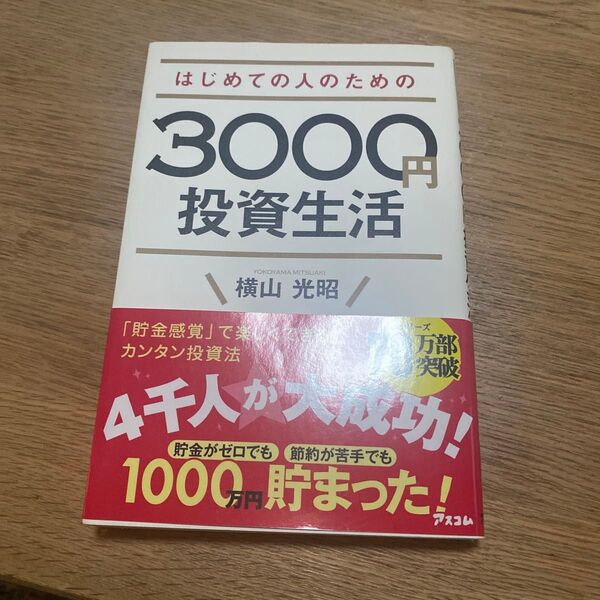 はじめての人のための
3000円
投資生活
YOKOYAMA MITSUAKI
横山 光昭
「貯金感覚」で楽
カンタン投資法
ーズ
万部
突破
4千人が大成功!
貯金がゼロでも 節約が苦手でも
1000万円貯まった!
アスコム